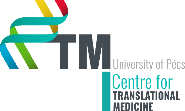 TM
University of Pécs
Centre for
TRANSLATIONAL
MEDICINE